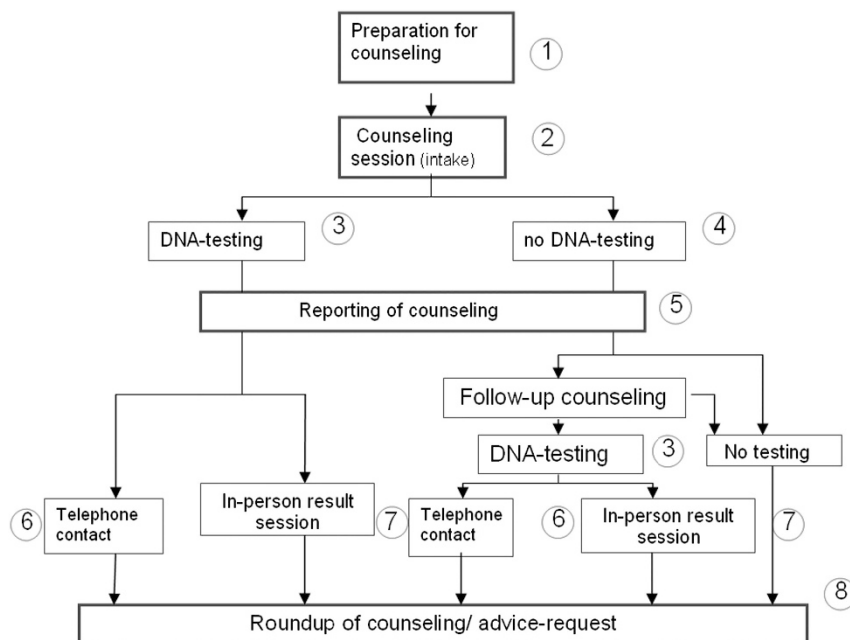 Preparation for
counseling
1
Counseling
session (intake)
2
DNA-testing
3
no DNA-testing
4
Reporting of counseling
5
Follow-up counseling
DNA-testing
3
No testing
6
Telephone
contact
In-person result
session
7
Telephone
contact
6
In-person result
session
7
8
Roundup of counseling/ advice-request